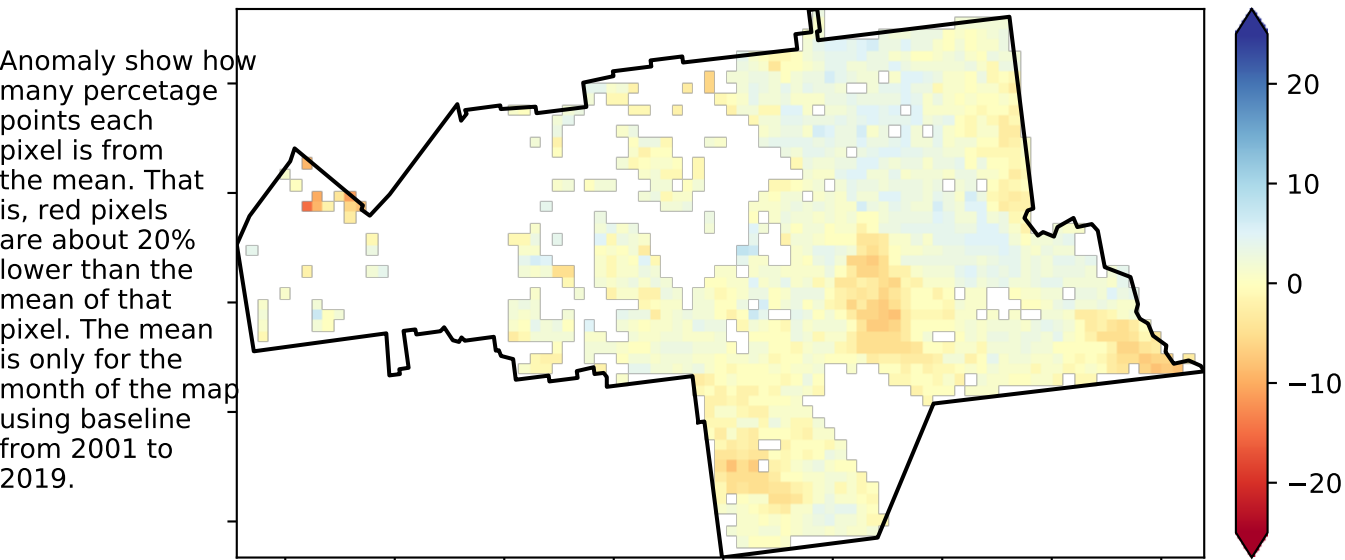 Anomaly show how
many percetage
points each
pixel is from
the mean. That
is, red pixels
are about 20%
lower than the
mean of that
pixel. The mean
is only for the
month of the map
using baseline
from 2001 to
2019.
20
10
0
−10
−20